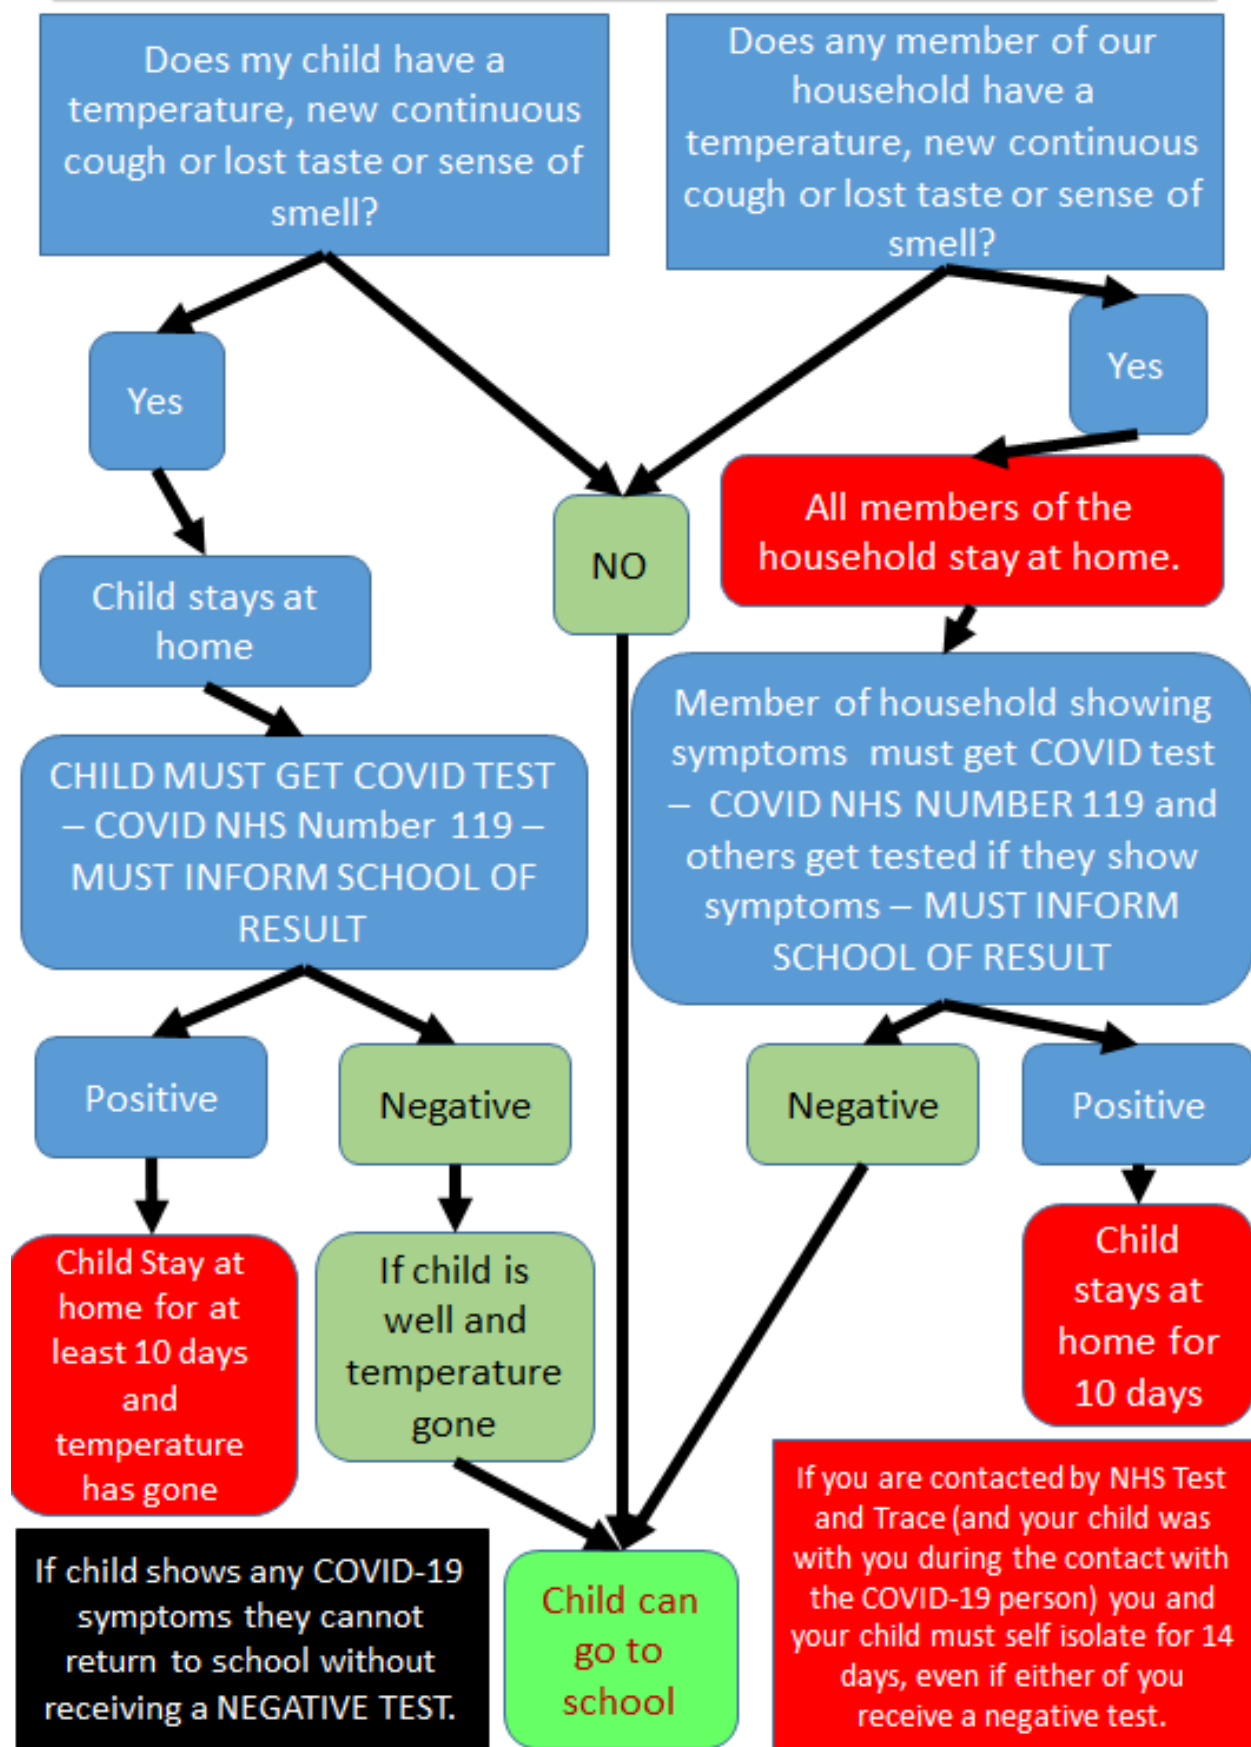 Does my child have a
temperature, new continuous
cough or lost taste or sense of
smell?
Does any member of our
household have a
temperature, new continuous
cough or lost taste or sense of
smell?
Yes
Yes
NO
All members of the
household stay at home.
Child stays at
home
Member of household showing
symptoms must get COVID test
– COVID NHS NUMBER 119 and
others get tested if they show
symptoms – MUST INFORM
SCHOOL OF RESULT
CHILD MUST GET COVID TEST
– COVID NHS Number 119 –
MUST INFORM SCHOOL OF
RESULT
Positive
Negative
Negative
Positive
Child Stay at
home for at
least 10 days
and
temperature
has gone
If child is
well and
temperature
gone
Child
stays at
home for
10 days
If child shows any COVID-19
symptoms they cannot
return to school without
receiving a NEGATIVE TEST.
Child can
go to
school
If you are contacted by NHS Test
and Trace (and your child was
with you during the contact with
the COVID-19 person) you and
your child must self isolate for 14
days, even if either of you
receive a negative test.